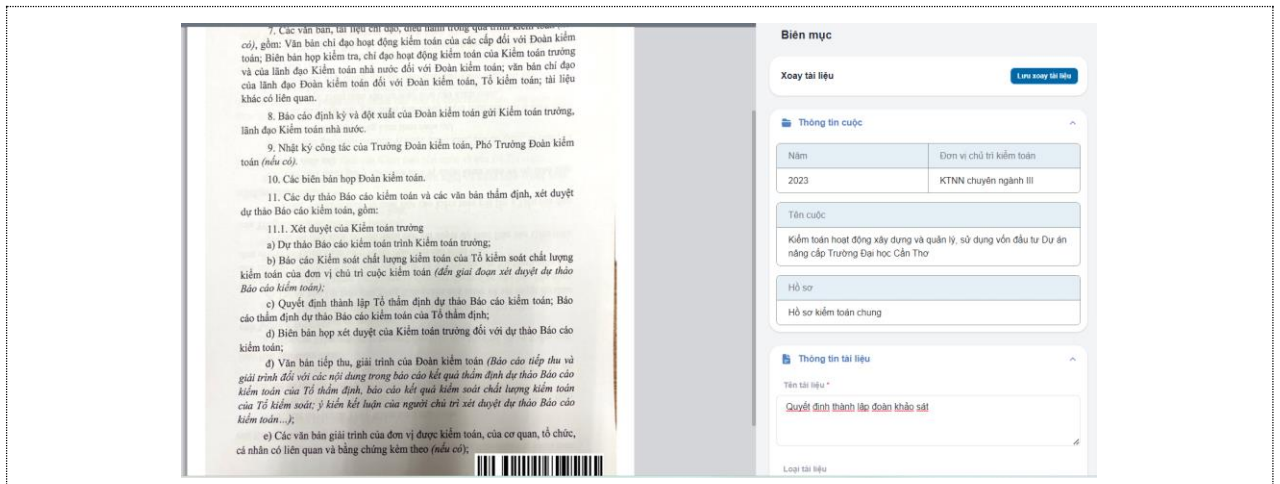 7. Các văn bản, tài liệu chỉ đạo, điều hành trong quá trình kiểm toán
có), gồm: Văn bản chỉ đạo hoạt động kiểm toán của các cấp đối với Đoàn kiểm
toán; Biên bản họp kiểm tra, chỉ đạo hoạt động kiểm toán của Kiểm toán trưởng
và của lãnh đạo Kiểm toán nhà nước đối với Đoàn kiểm toán; văn bản chỉ đạo
của lãnh đạo Đoàn kiểm toán đối với Đoàn kiểm toán, Tổ kiểm toán; tài liệu
khác có liên quan.
8. Báo cáo định kỳ và đột xuất của Đoàn kiểm toán gửi Kiểm toán trưởng,
lãnh đạo Kiểm toán nhà nước.
9. Nhật ký công tác của Trưởng Đoàn kiểm toán, Phó Trưởng Đoàn kiểm
toán (nếu có).
10. Các biên bản họp Đoàn kiểm toán.
11. Các dự thảo Báo cáo kiểm toán và các văn bản thẩm định, xét duyệt
dự thảo Báo cáo kiểm toán, gồm:
11.1. Xét duyệt của Kiểm toán trưởng
a) Dự thảo Báo cáo kiểm toán trình Kiểm toán trưởng;
b) Báo cáo Kiểm soát chất lượng kiểm toán của Tổ kiểm soát chất lượng
kiểm toán của đơn vị chủ trì cuộc kiểm toán (đến giai đoạn xét duyệt dự thảo
Báo cáo kiểm toán);
c) Quyết định thành lập Tổ thẩm định dự thảo Báo cáo kiểm toán; Báo
cáo thẩm định dự thảo Báo cáo kiểm toán của Tổ thẩm định;
d) Biên bản họp xét duyệt của Kiểm toán trưởng đối với dự thảo Báo cáo
kiểm toán;
đ) Văn bản tiếp thu, giải trình của Đoàn kiểm toán (Báo cáo tiếp thu và
giải trình đối với các nội dung trong báo cáo kết quả thẩm định dự thảo Báo cáo
kiểm toán của Tổ thẩm định, báo cáo kết quả kiểm soát chất lượng kiểm toán
của Tổ kiểm soát; ý kiến kết luận của người chủ trì xét duyệt dự thảo Báo cáo
kiểm toán...);
e) Các văn bản giải trình của đơn vị được kiểm toán, của cơ quan, tổ chức,
cá nhân có liên quan và bằng chứng kèm theo (nếu có);
Biên mục
Xoay tài liệu
Lưu xoay tài liệu
Thông tin cuộc
Năm
Đơn vị chủ trì kiểm toán
2023
KTNN chuyên ngành III
Tên cuộc
Kiểm toán hoạt động xây dựng và quản lý, sử dụng vốn đầu tư Dự án
nâng cấp Trường Đại học Cần Thơ
Hồ sơ
Hồ sơ kiểm toán chung
Thông tin tài liệu
Tên tài liệu *
Quyết định thành lập đoàn khảo sát
Loại tài liệu